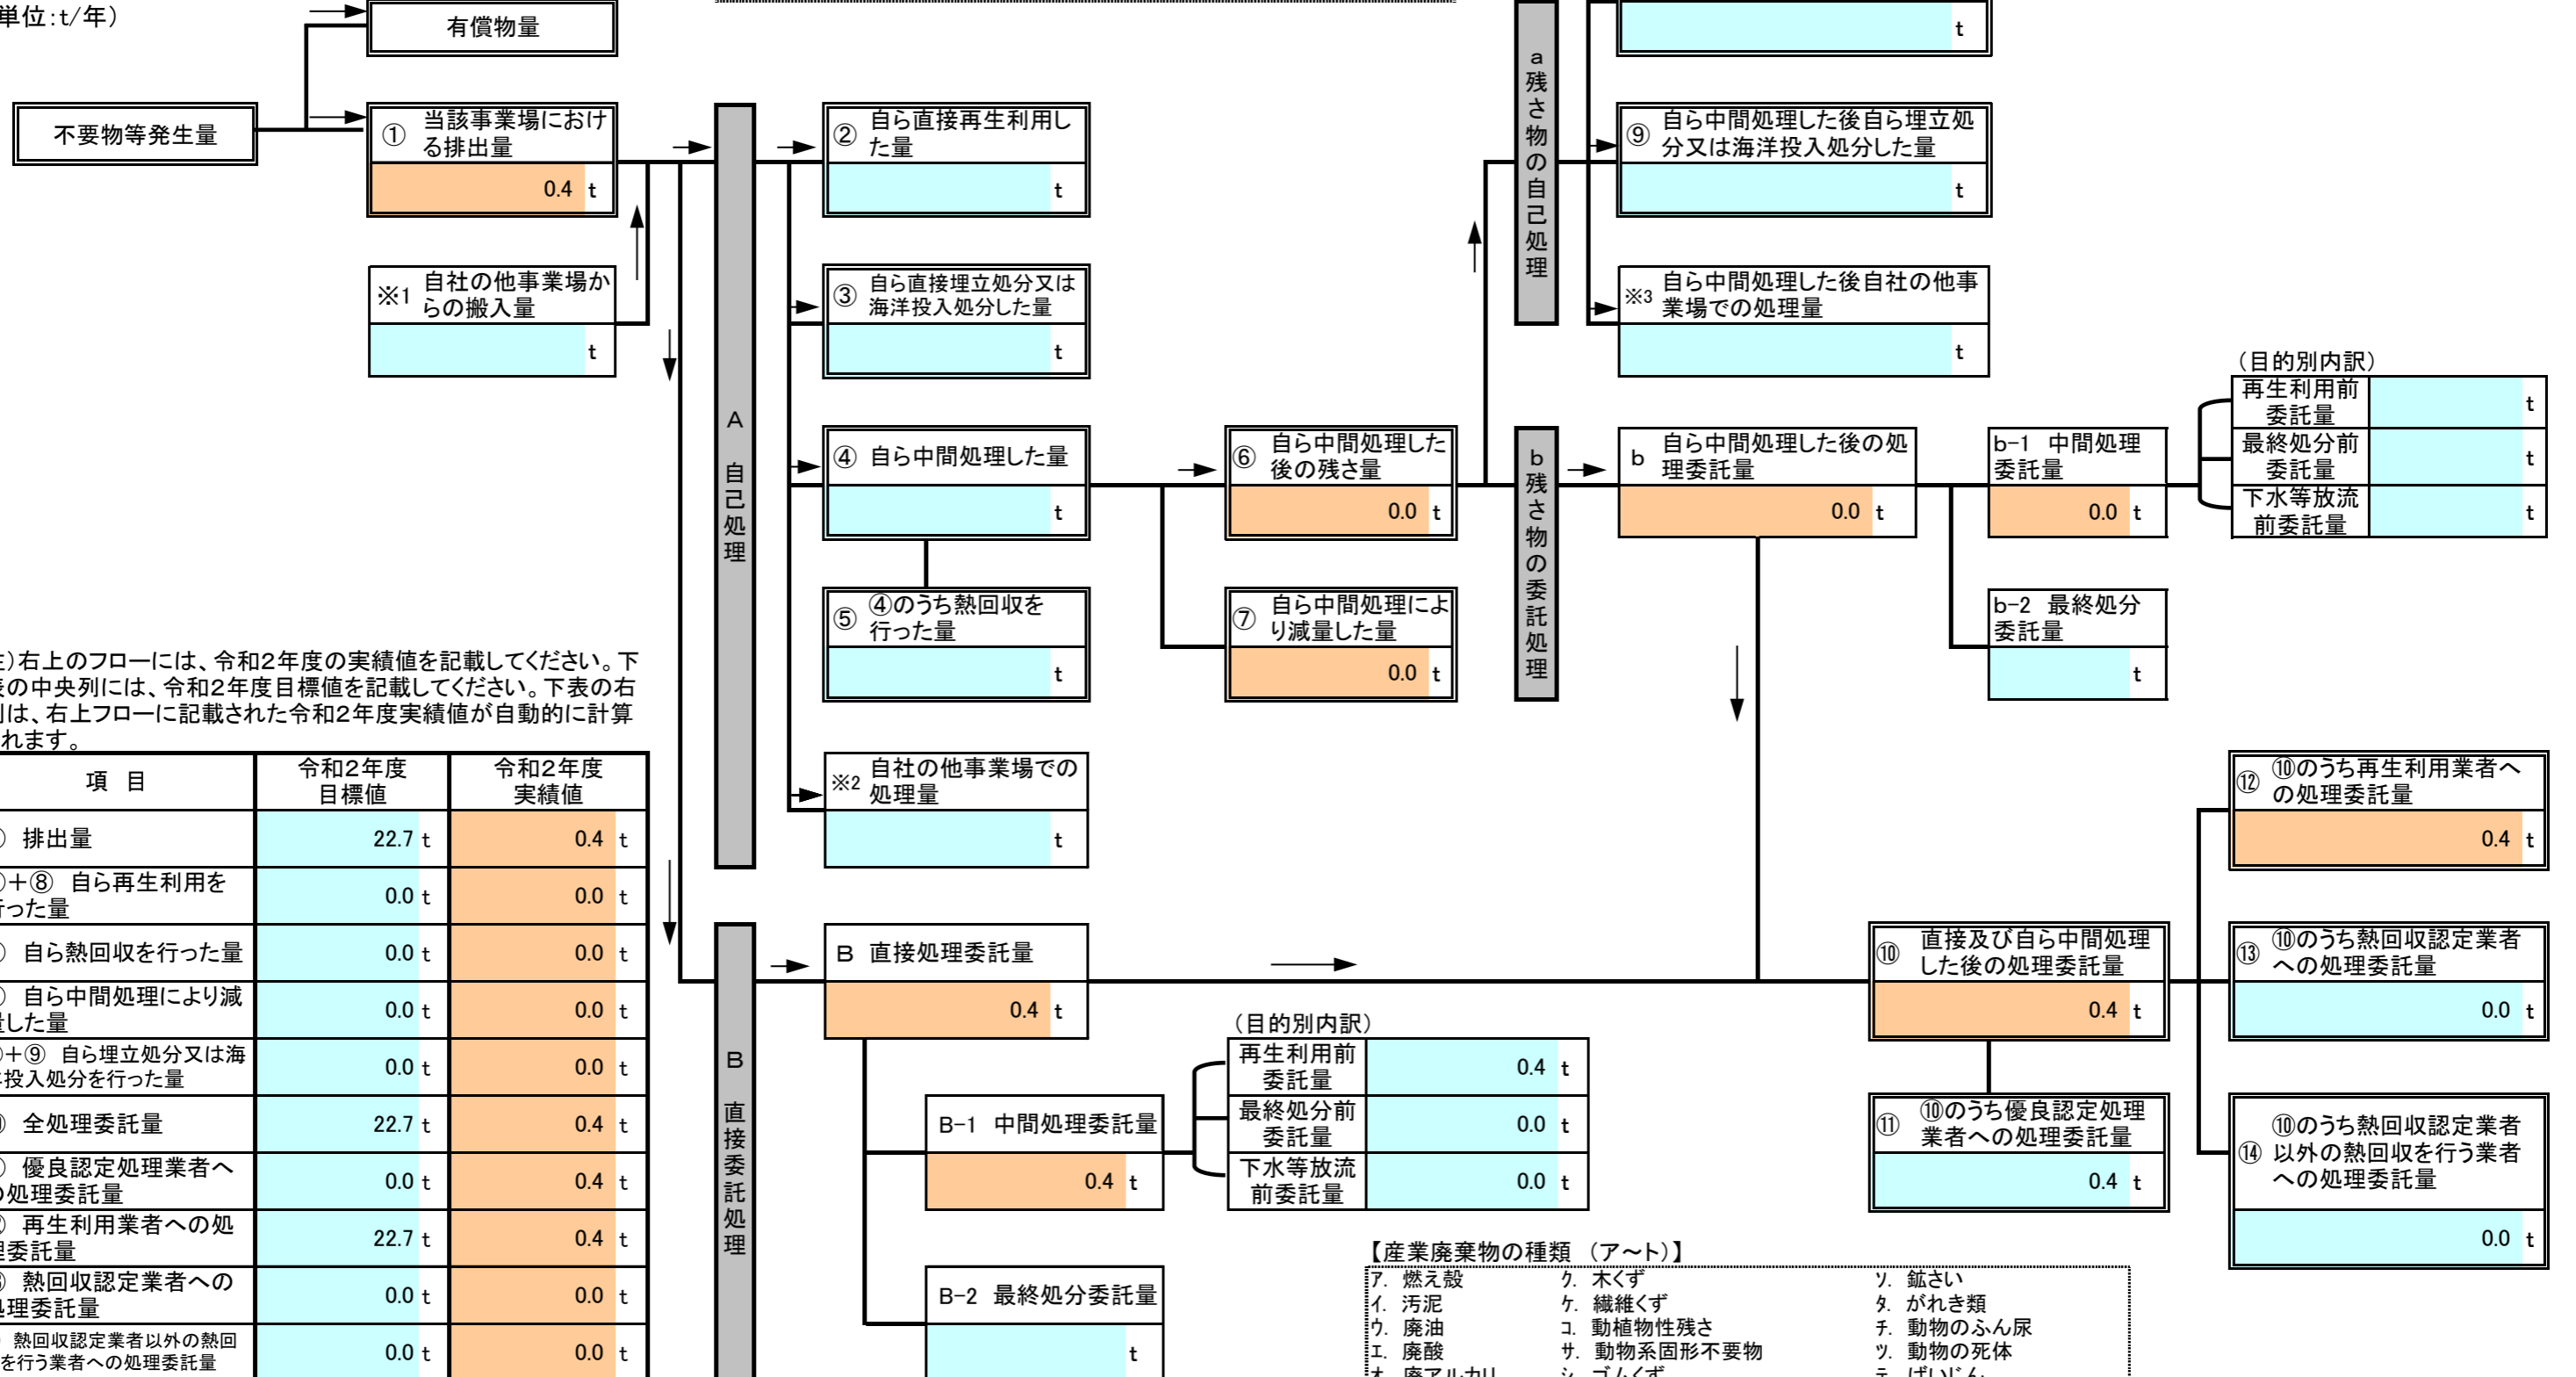 単位:t/年)
有償物量
不要物等発生量
① 当該事業場におけ
る排出量
0.4 t
※1 自社の他事業場か
らの搬入量
t
A 自己処理
② 自ら直接再生利用し
た量
t
③ 自ら直接埋立処分又は
海洋投入処分した量
t
④ 自ら中間処理した量
t
⑤ ④のうち熱回収を
行った量
t
※2 自社の他事業場での
処理量
t
⑥ 自ら中間処理した
後の残さ量
0.0 t
⑦ 自ら中間処理によ
り減量した量
0.0 t
a 残さ物の自己処理
t
⑨ 自ら中間処理した後自ら埋立処
分又は海洋投入処分した量
t
※3 自ら中間処理した後自社の他事
業場での処理量
t
b 残さ物の委託処理
b 自ら中間処理した後の処
理委託量
0.0 t
b-1 中間処理
委託量
0.0 t
(目的別内訳)
再生利用前
委託量
t
最終処分前
委託量
t
下水等放流
前委託量
t
b-2 最終処分
委託量
t
)右上のフローには、令和2年度の実績値を記載してください。下
の中央列には、令和2年度目標値を記載してください。下表の右
は、右上フローに記載された令和2年度実績値が自動的に計算
れます。
項 目 令和2年度
目標値 令和2年度
実績値
排出量 22.7 t 0.4 t
+⑧ 自ら再生利用を
った量 0.0 t 0.0 t
自ら熱回収を行った量 0.0 t 0.0 t
自ら中間処理により減
した量 0.0 t 0.0 t
+⑨ 自ら埋立処分又は海
投入処分を行った量 0.0 t 0.0 t
全処理委託量 22.7 t 0.4 t
優良認定処理業者へ
処理委託量 0.0 t 0.4 t
再生利用業者への処
委託量 22.7 t 0.4 t
熱回収認定業者への
理委託量 0.0 t 0.0 t
熱回収認定業者以外の熱回
を行う業者への処理委託量 0.0 t 0.0 t
B 直接委託処理
B 直接処理委託量
0.4 t
B-1 中間処理委託量
0.4 t
(目的別内訳)
再生利用前
委託量
0.4 t
最終処分前
委託量
0.0 t
下水等放流
前委託量
0.0 t
B-2 最終処分委託量
t
⑩ 直接及び自ら中間処理
した後の処理委託量
0.4 t
⑪ ⑩のうち優良認定処理
業者への処理委託量
0.4 t
⑫ ⑩のうち再生利用業者へ
の処理委託量
0.4 t
⑬ ⑩のうち熱回収認定業者
への処理委託量
0.0 t
⑭ ⑩のうち熱回収認定業者
以外の熱回収を行う業者
への処理委託量
0.0 t
【産業廃棄物の種類 (ア~ト)】
ア. 燃え殻 ク. 木くず ソ. 鉱さい
イ. 汚泥 ケ. 繊維くず タ. がれき類
ウ. 廃油 コ. 動植物性残さ チ. 動物のふん尿
エ. 廃酸 サ. 動物系固形不要物 ツ. 動物の死体
オ. 廃アルカリ シ. ゴムくず テ. ばいじん